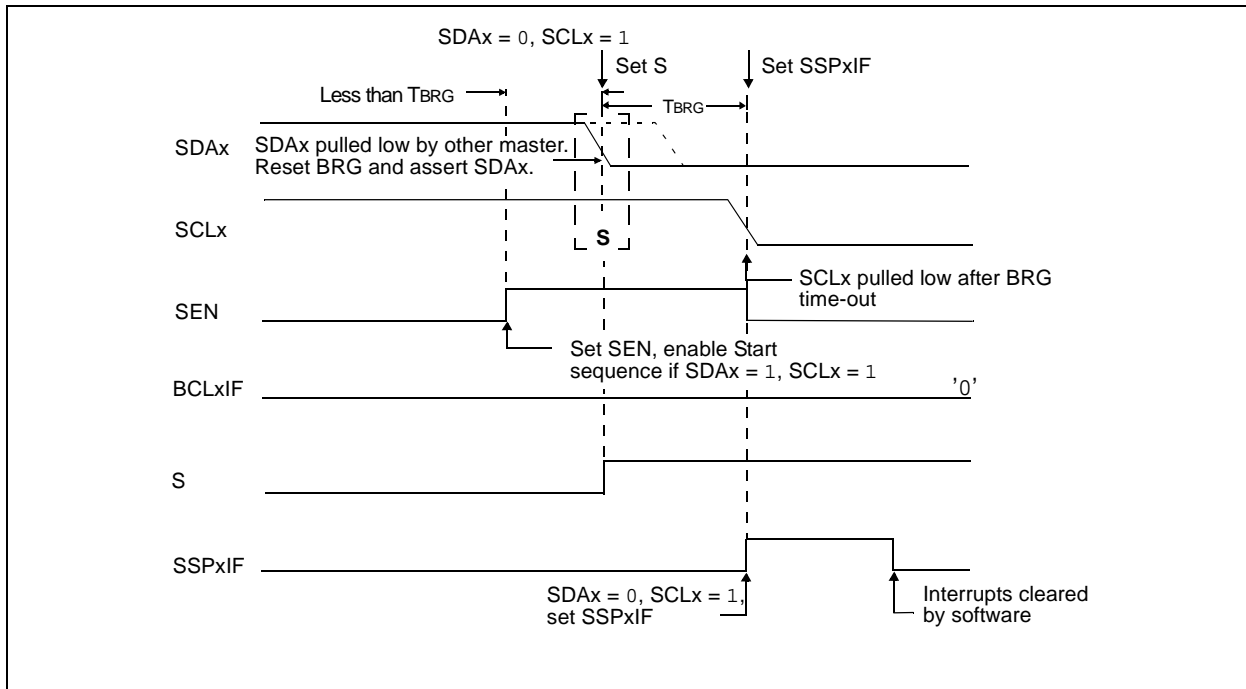 SDAx = 0, SCLx = 1
Set S
Set SSPxIF
Less than TBRG
TBRG
SDAx
SDAx pulled low by other master.
Reset BRG and assert SDAx.
SCLx
S
SCLx pulled low after BRG
time-out
SEN
Set SEN, enable Start
sequence if SDAx = 1, SCLx = 1
BCLxIF
'0'
S
SSPxIF
SDAx = 0, SCLx = 1,
set SSPxIF
Interrupts cleared
by software